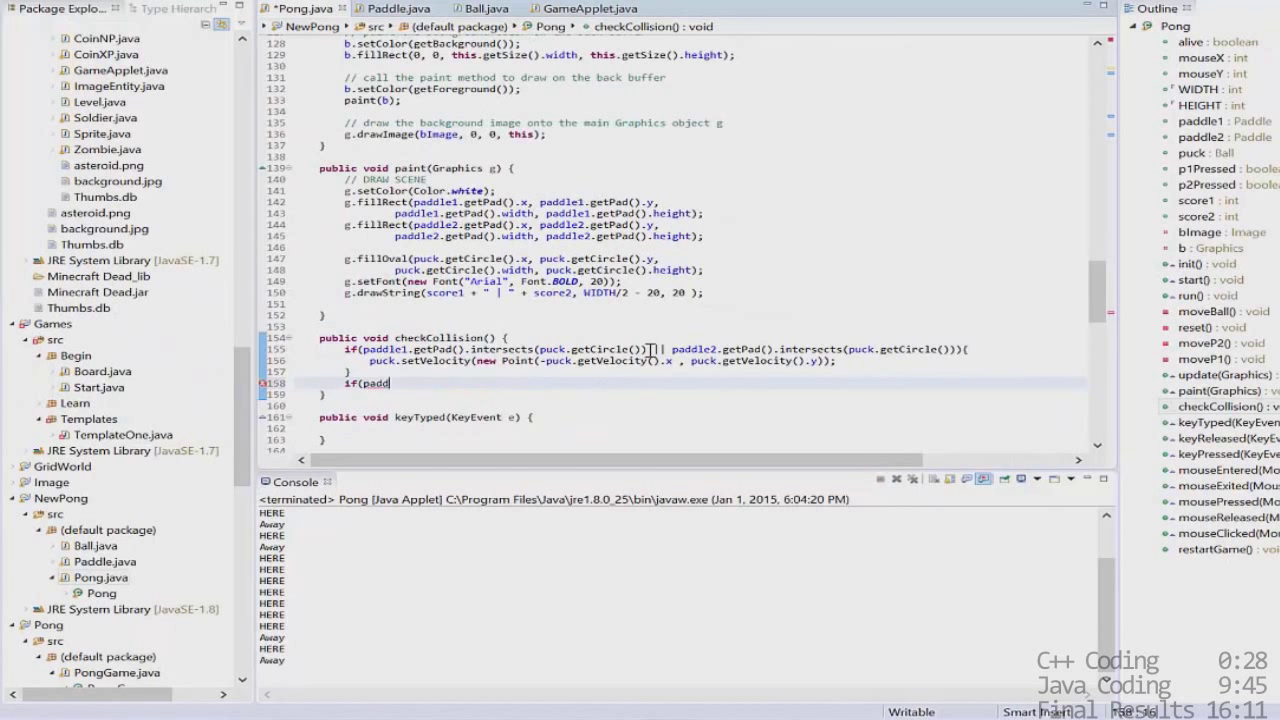 Package Explo...
Type Hierarch
CoinNP.java
CoinXP.java
GameApplet.java
ImageEntity.java
Level.java
Soldier.java
Sprite.java
Zombie.java
asteroid.png
background.jpg
Thumbs.db
asteroid.png
background.jpg
Thumbs.db
JRE System Library [JavaSE-1.7]
Minecraft Dead_lib
Minecraft Dead.jar
Thumbs.db
Games
src
Begin
Board.java
Start.java
Learn
Templates
TemplateOne.java
JRE System Library [JavaSE-1.7]
GridWorld
Image
NewPong
src
(default package)
Ball.java
Paddle.java
Pong.java
Pong
JRE System Library [JavaSE-1.8]
Pong
src
(default package)
PongGame.java
*Pong.java
Paddle.java
Ball.java
GameApplet.java
NewPong
src
(default package)
Pong
checkCollision() : void
128 b.setColor(getBackground());
129 b.fillRect(0, 0, this.getSize().width, this.getSize().height);
130
131 // call the paint method to draw on the back buffer
132 b.setColor(getForeground());
133 paint(b);
134
135 // draw the background image onto the main Graphics object g
136 g.drawImage(bImage, 0, 0, this);
137 }
138
139 public void paint(Graphics g) {
140 // DRAW SCENE
141 g.setColor(Color.white);
142 g.fillRect(paddle1.getPad().x, paddle1.getPad().y,
143 paddle1.getPad().width, paddle1.getPad().height);
144 g.fillRect(paddle2.getPad().x, paddle2.getPad().y,
145 paddle2.getPad().width, paddle2.getPad().height);
146
147 g.fillOval(puck.getCircle().x, puck.getCircle().y,
148 puck.getCircle().width, puck.getCircle().height);
149 g.setFont(new Font("Arial", Font.BOLD, 20));
150 g.drawString(score1 + " | " + score2, WIDTH/2 - 20, 20 );
151
152 }
153
154 public void checkCollision() {
155 if(paddle1.getPad().intersects(puck.getCircle()) || paddle2.getPad().intersects(puck.getCircle())){
156 puck.setVelocity(new Point(-puck.getVelocity().x , puck.getVelocity().y));
157 }
158 if(padd
159 }
160
161 public void keyTyped(KeyEvent e) {
162
163 }
164
Console
<terminated> Pong [Java Applet] C:\Program Files\Java\jre1.8.0_25\bin\javaw.exe (Jan 1, 2015, 6:04:20 PM)
HERE
Away
HERE
Away
HERE
HERE
HERE
HERE
HERE
HERE
HERE
Away
HERE
Away
Outline
Pong
alive : boolean
mouseX : int
mouseY : int
WIDTH : int
HEIGHT : int
paddle1 : Paddle
paddle2 : Paddle
puck : Ball
p1Pressed : int
p2Pressed : int
score1 : int
score2 : int
bImage : Image
b : Graphics
init() : void
start() : void
run() : void
moveBall() : void
reset() : void
moveP2() : void
moveP1() : void
update(Graphics)
paint(Graphics) :
checkCollision() : v
keyTyped(KeyEvent
keyReleased(KeyE
keyPressed(KeyEv
mouseEntered(Mo
mouseExited(Mous
mousePressed(Mo
mouseReleased(M
mouseClicked(Mou
restartGame() : voi
C++ Coding 0:28
Java Coding 9:45
Final Results 16:11
Writable
Smart Insert